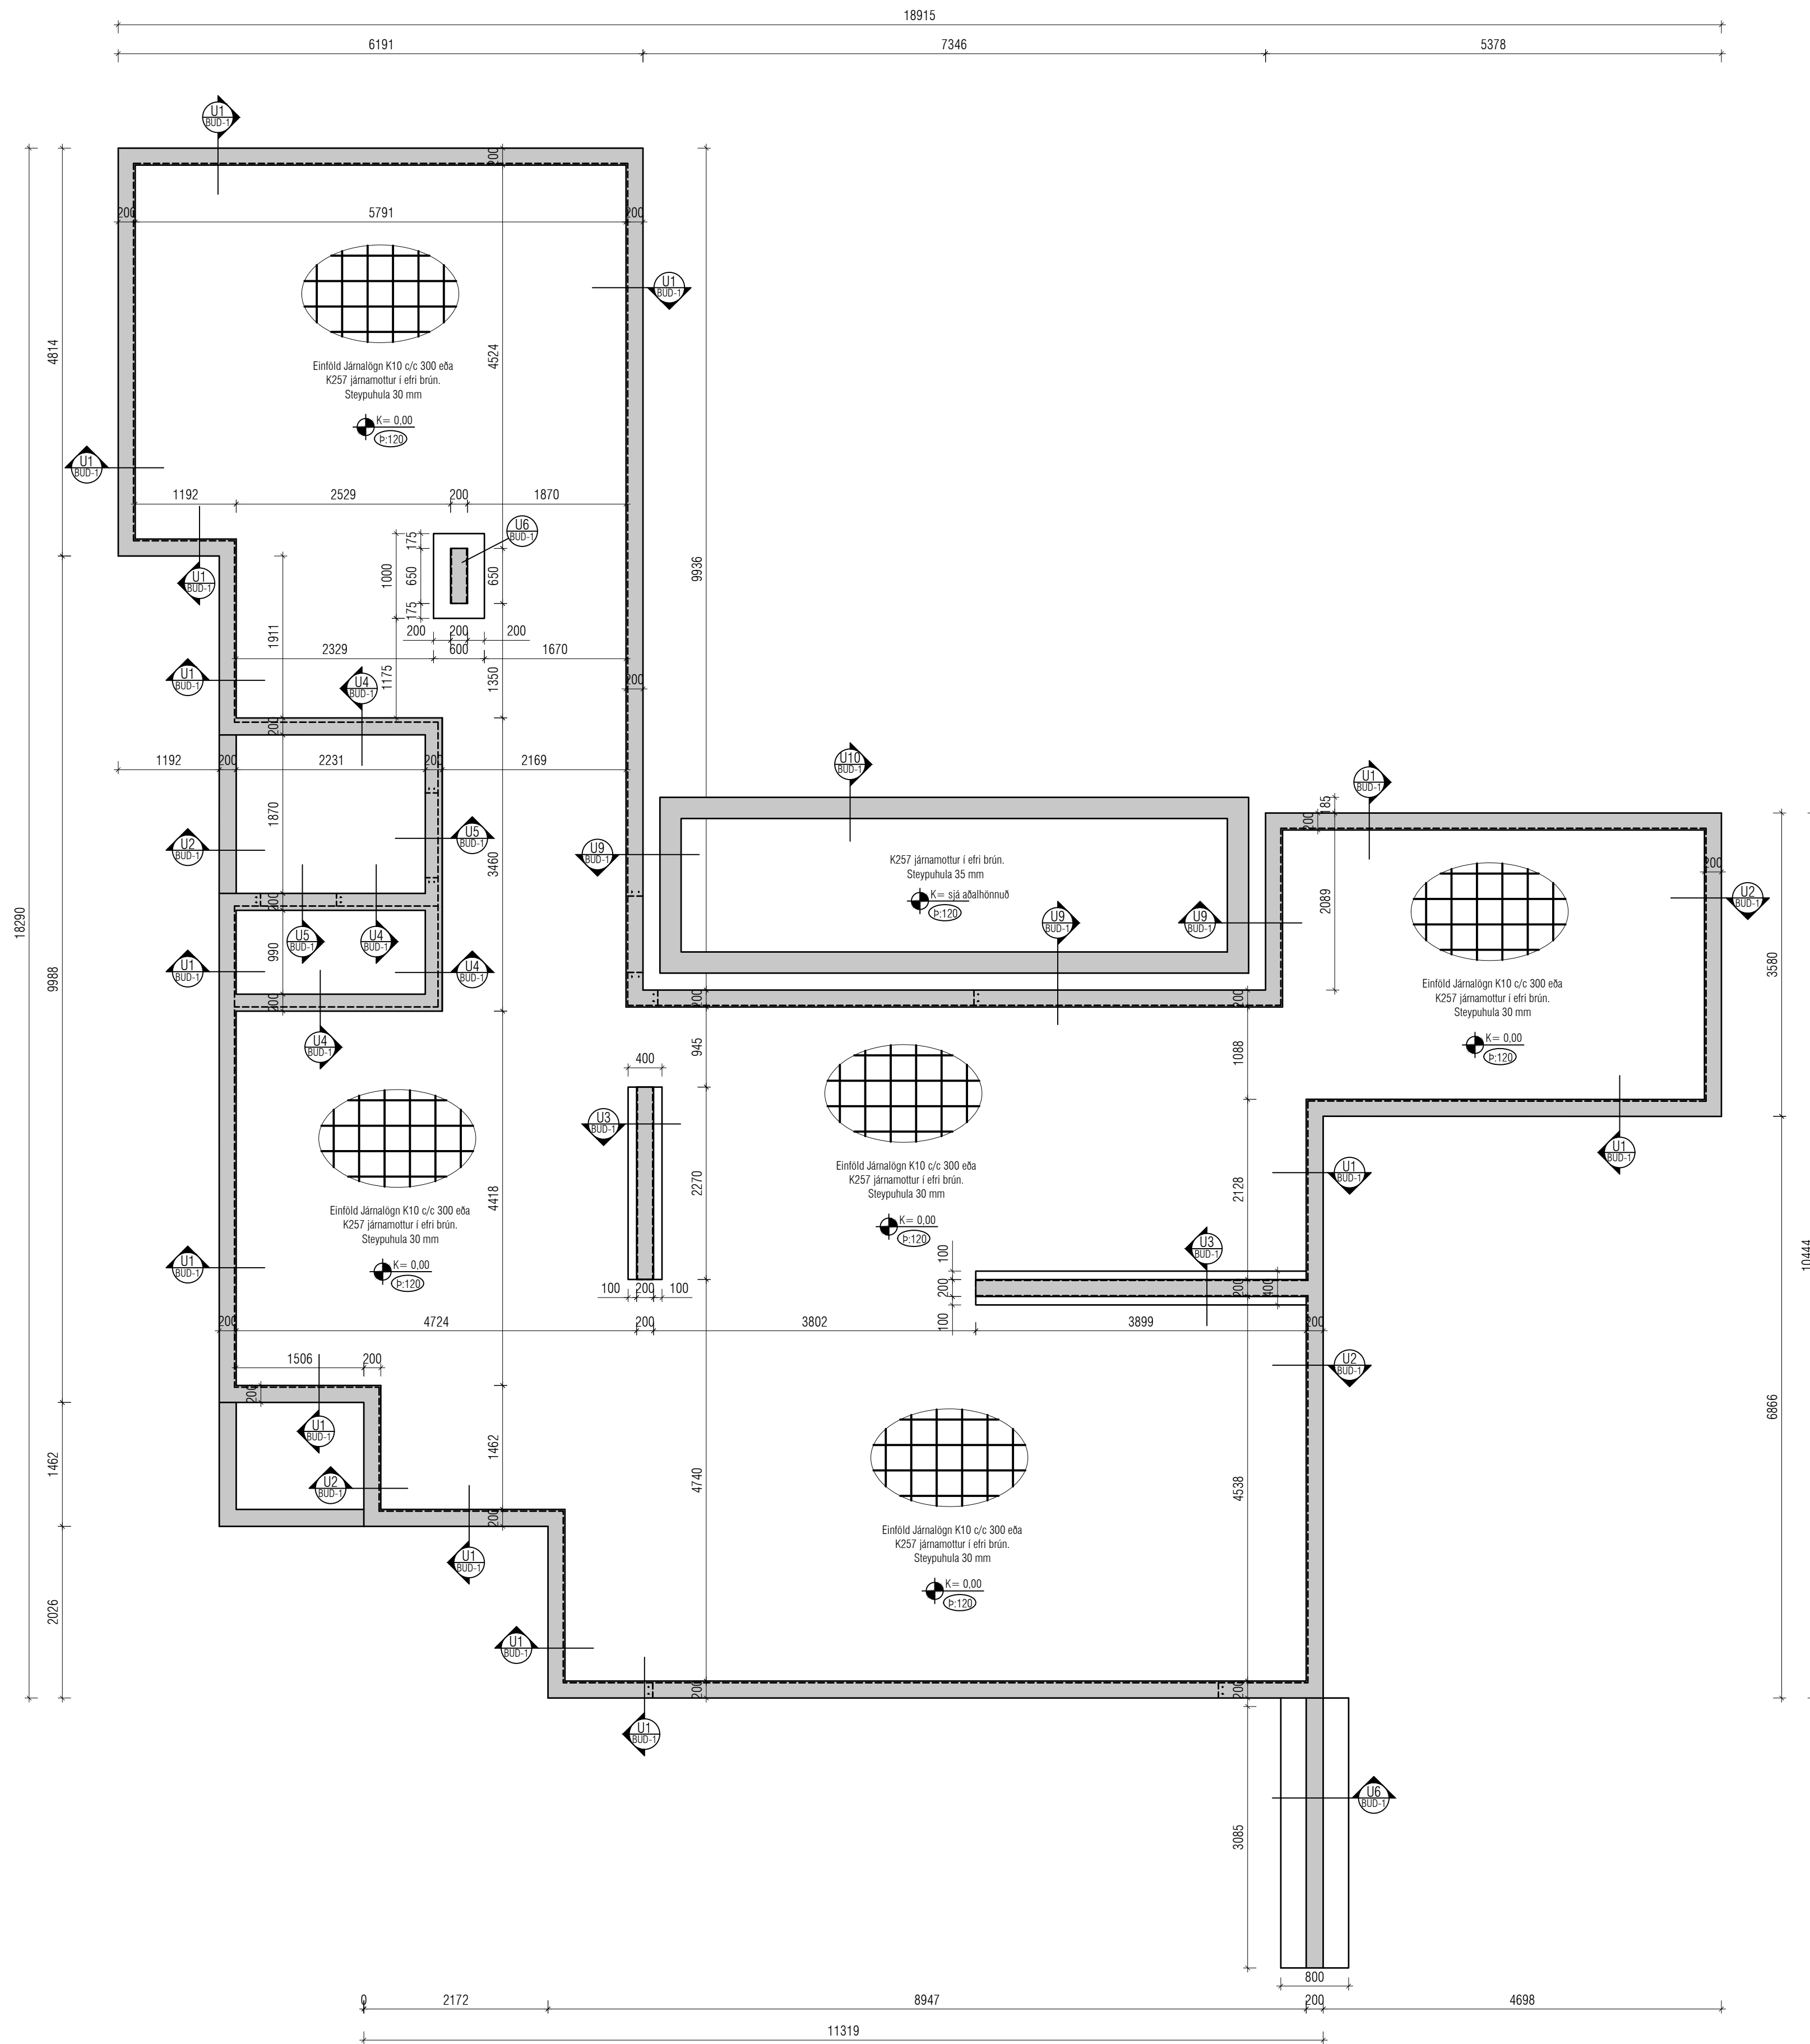 18915
6191 7346 5378
U1
BUD-1
200
200 5791 200
U1
BUD-1
4814
4524
Einföld Járnalögn K10 c/c 300 eða
K257 járnamottur í efri brún.
Steypuhula 30 mm
K= 0,00
Þ:120
U1
BUD-1
1192 2529 200 1870
U6
BUD-1
175
1000 650 650
175
9936
U1
BUD-1
200 200 200
1911
2329 600 1670
1175 1350
U1
BUD-1
U4
BUD-1
200
200
1192 200 2231 200 2169
U10
BUD-1
U1
BUD-1
185
200
1870
U2
BUD-1
U5
BUD-1
3460
U9
BUD-1
K257 járnamottur í efri brún.
Steypuhula 35 mm
K= sjá aðalhönnuð
Þ:120
U9
BUD-1
U9
BUD-1
2089
200
U2
BUD-1
18290
200
U5
BUD-1
U4
BUD-1
990
U1
BUD-1
U4
BUD-1
9988
200
200
200
3580
Einföld Járnalögn K10 c/c 300 eða
K257 járnamottur í efri brún.
Steypuhula 30 mm
K= 0,00
Þ:120
U4
BUD-1
945
1088
400
U3
BUD-1
U1
BUD-1
Einföld Járnalögn K10 c/c 300 eða
K257 járnamottur í efri brún.
Steypuhula 30 mm
K= 0,00
Þ:120
2270
2128
U1
BUD-1
4418
Einföld Járnalögn K10 c/c 300 eða
K257 járnamottur í efri brún.
Steypuhula 30 mm
K= 0,00
Þ:120
U1
BUD-1
U3
BUD-1
10444
100
200
100
200
400
100 200 100
200 4724 200 3802 3899 200
1506 200
200
U2
BUD-1
6866
U1
BUD-1
1462
1462
U2
BUD-1
4740
4538
200
U1
BUD-1
Einföld Járnalögn K10 c/c 300 eða
K257 járnamottur í efri brún.
Steypuhula 30 mm
K= 0,00
Þ:120
2026
U1
BUD-1
200
200
U1
BUD-1
U6
BUD-1
3085
800
0 2172 8947 200 4698
11319